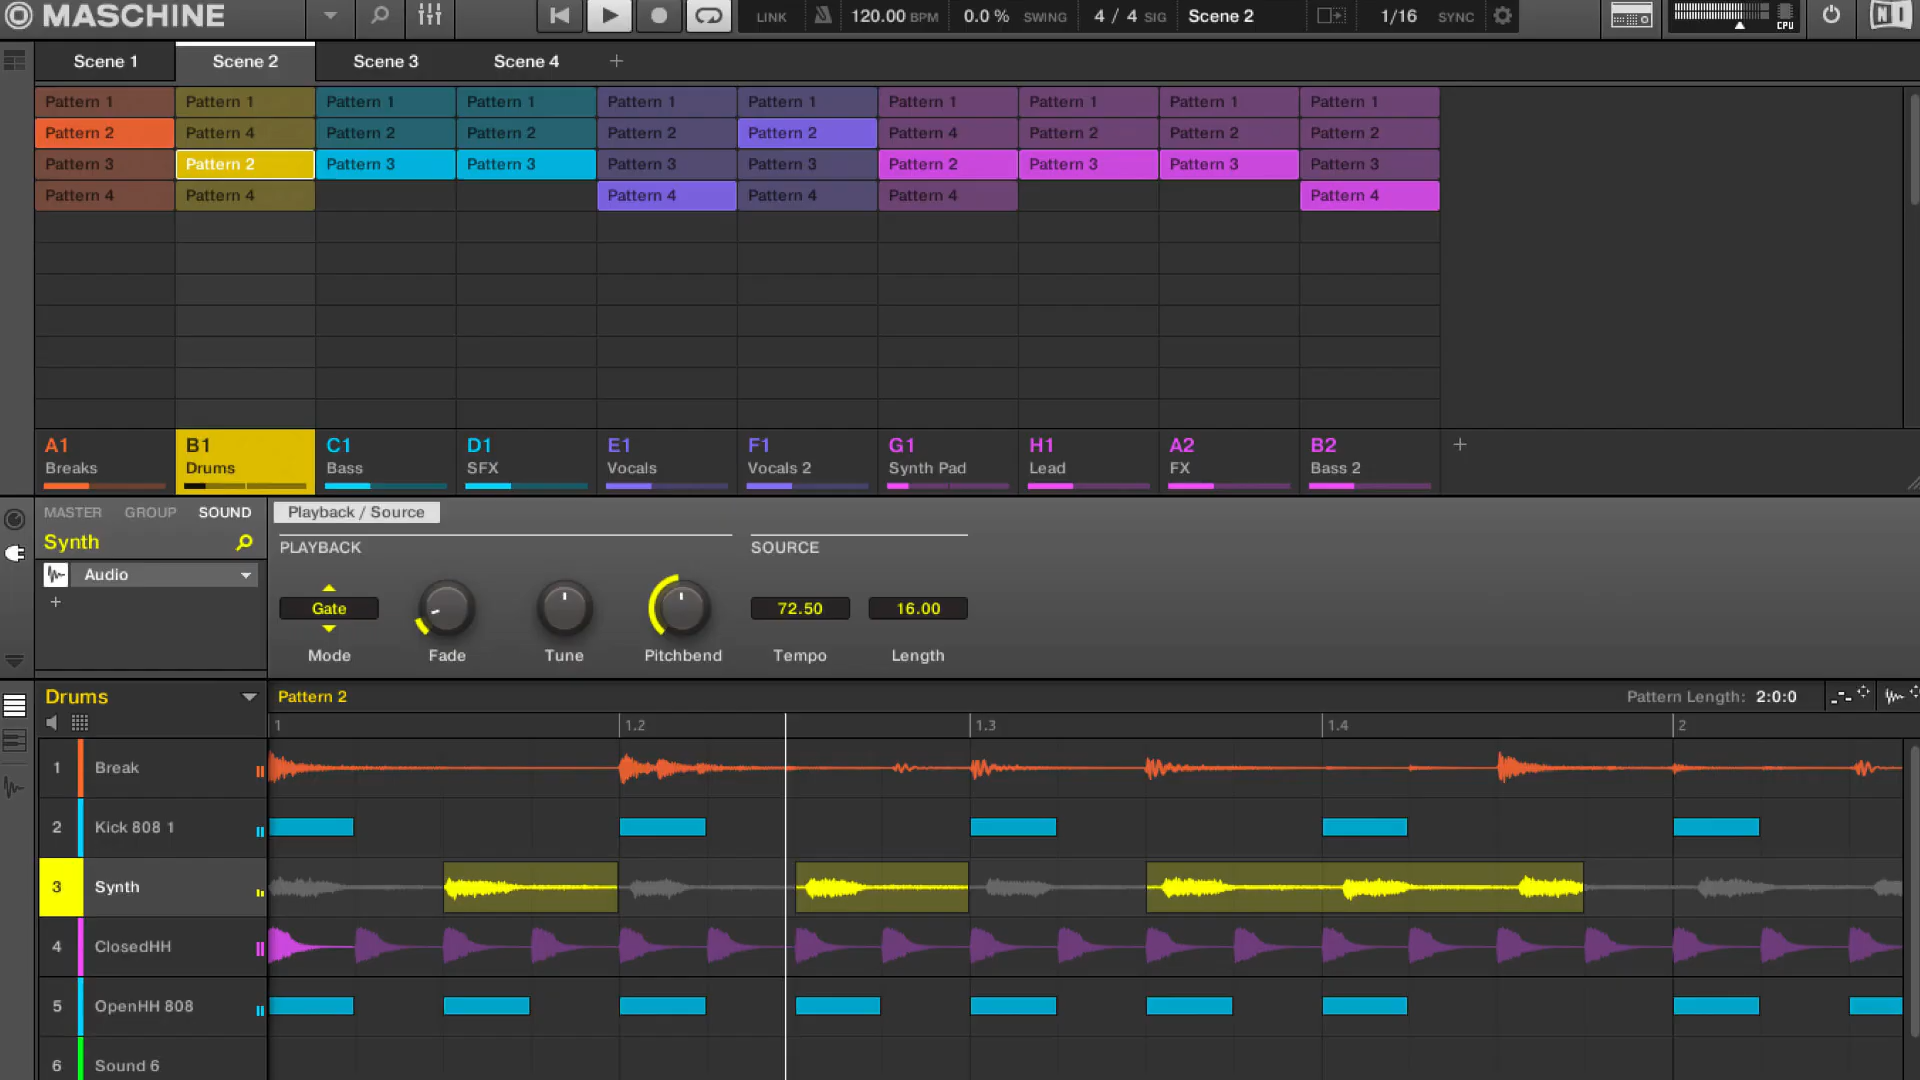 MASCHINE LINK 120.00 BPM 0.0 % SWING 4 / 4 SIG Scene 2 1/16 SYNC CPU NI
Scene 1 Scene 2 Scene 3 Scene 4 +
Pattern 1 Pattern 1 Pattern 1 Pattern 1 Pattern 1 Pattern 1 Pattern 1 Pattern 1 Pattern 1 Pattern 1
Pattern 2 Pattern 4 Pattern 2 Pattern 2 Pattern 2 Pattern 2 Pattern 4 Pattern 2 Pattern 2 Pattern 2
Pattern 3 Pattern 2 Pattern 3 Pattern 3 Pattern 3 Pattern 3 Pattern 2 Pattern 3 Pattern 3 Pattern 3
Pattern 4 Pattern 4 Pattern 4 Pattern 4 Pattern 4 Pattern 4
A1 B1 C1 D1 E1 F1 G1 H1 A2 B2 +
Breaks Drums Bass SFX Vocals Vocals 2 Synth Pad Lead FX Bass 2
MASTER GROUP SOUND Playback / Source
Synth PLAYBACK SOURCE
Audio
+
Gate 72.50 16.00
Mode Fade Tune Pitchbend Tempo Length
Drums Pattern 2 Pattern Length: 2:0:0
1 1.2 1.3 1.4 2
1 Break
2 Kick 808 1
3 Synth
4 ClosedHH
5 OpenHH 808
6 Sound 6